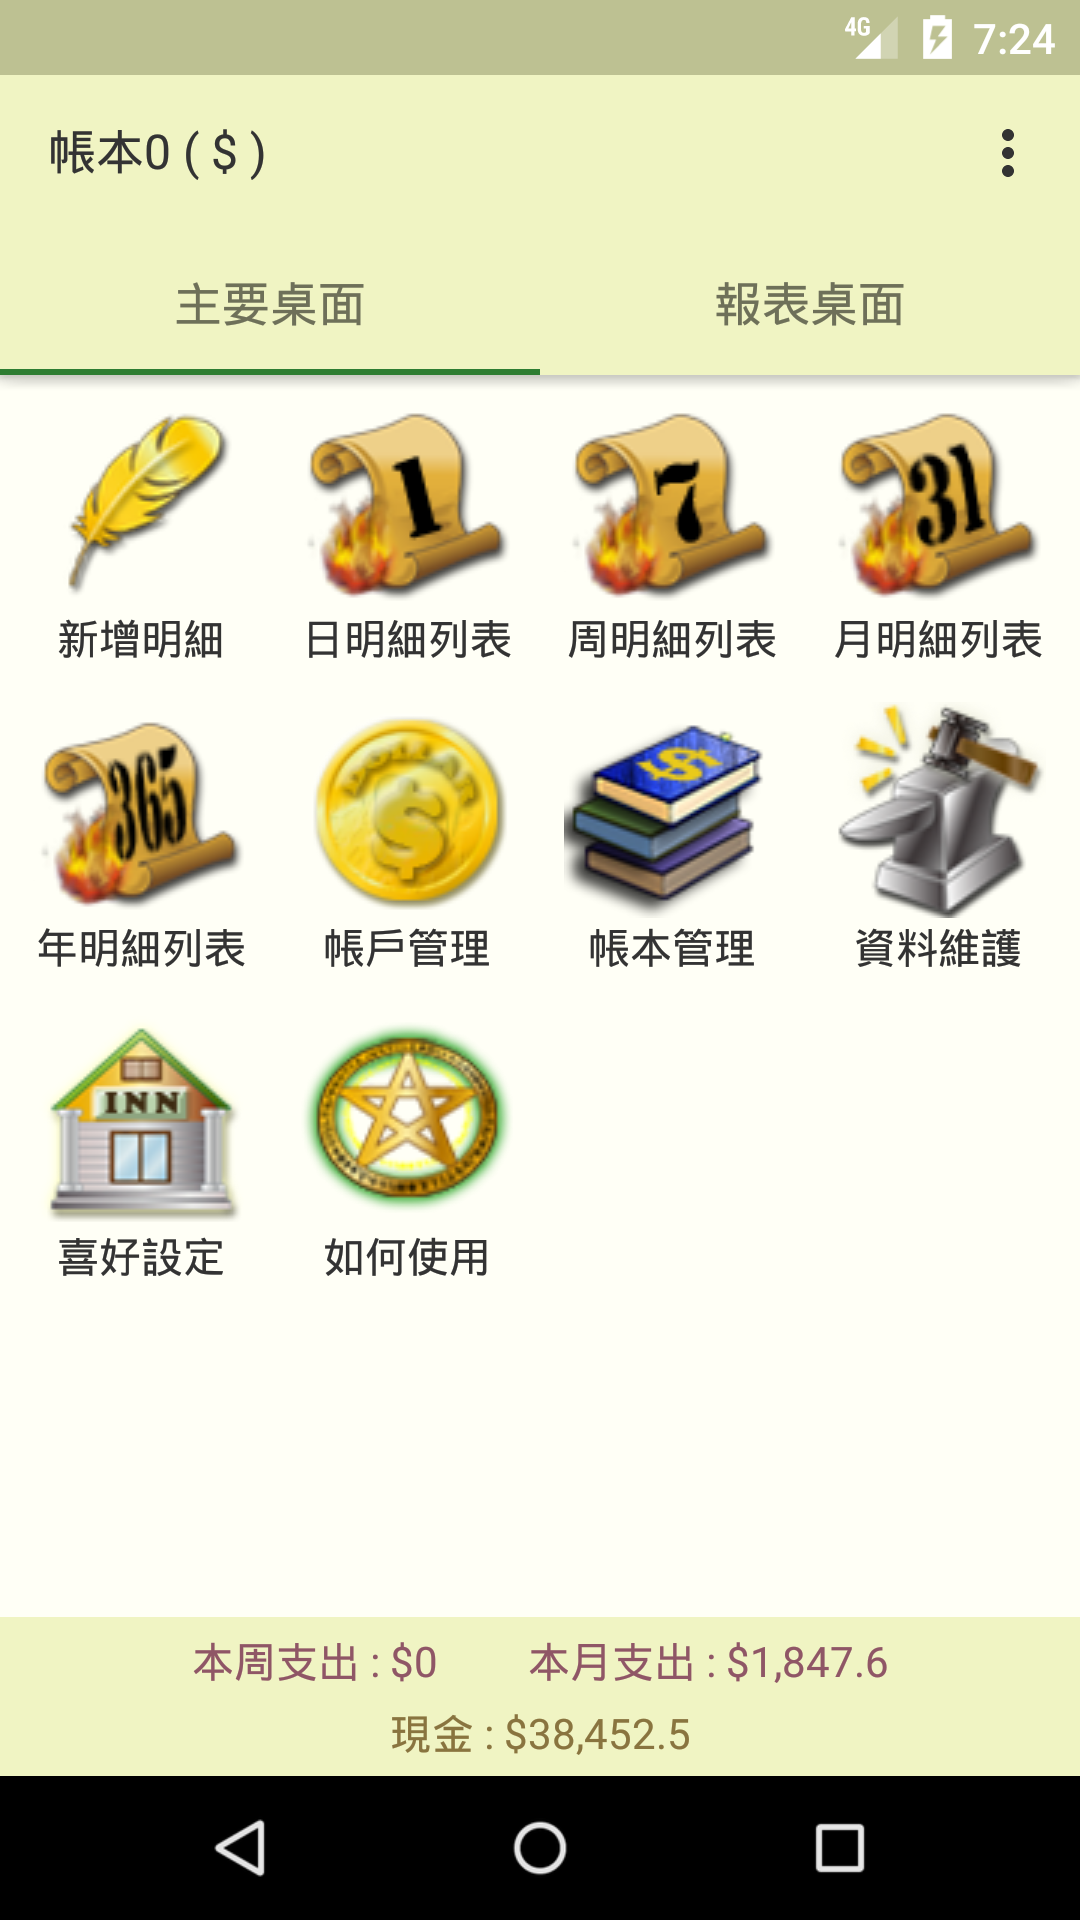 4G 7:24
帳本0 ( $ )
主要桌面 報表桌面
1 7 31
新增明細 日明細列表 周明細列表 月明細列表
365 DOLLAR $ $
年明細列表 帳戶管理 帳本管理 資料維護
INN
喜好設定 如何使用
本周支出 : $0 本月支出 : $1,847.6
現金 : $38,452.5